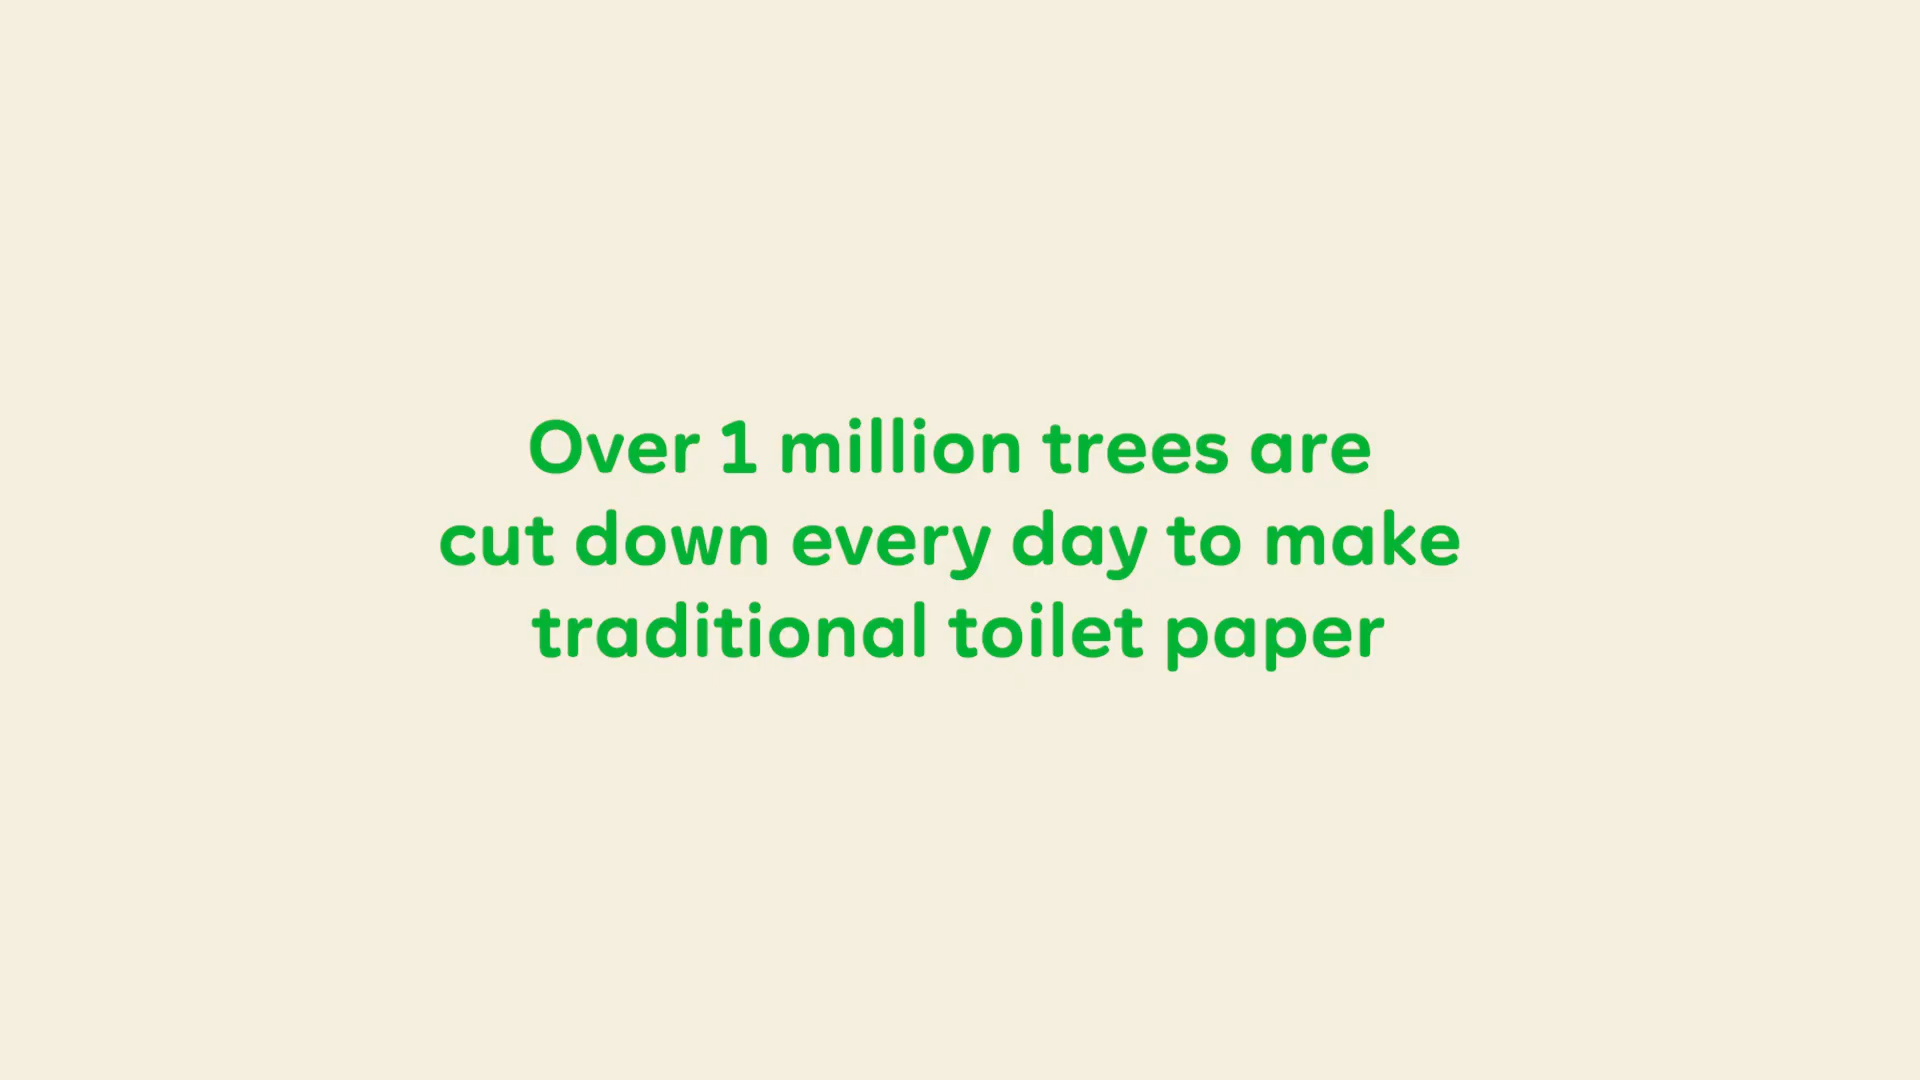 Over 1 million trees are
cut down every day to make
traditional toilet paper